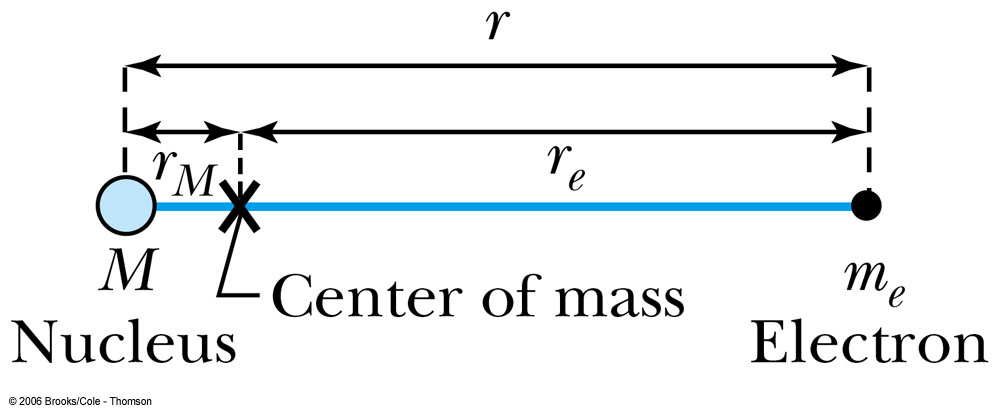 r
r_M
r_e
M
m_e
Center of mass
Nucleus
Electron
© 2006 Brooks/Cole - Thomson